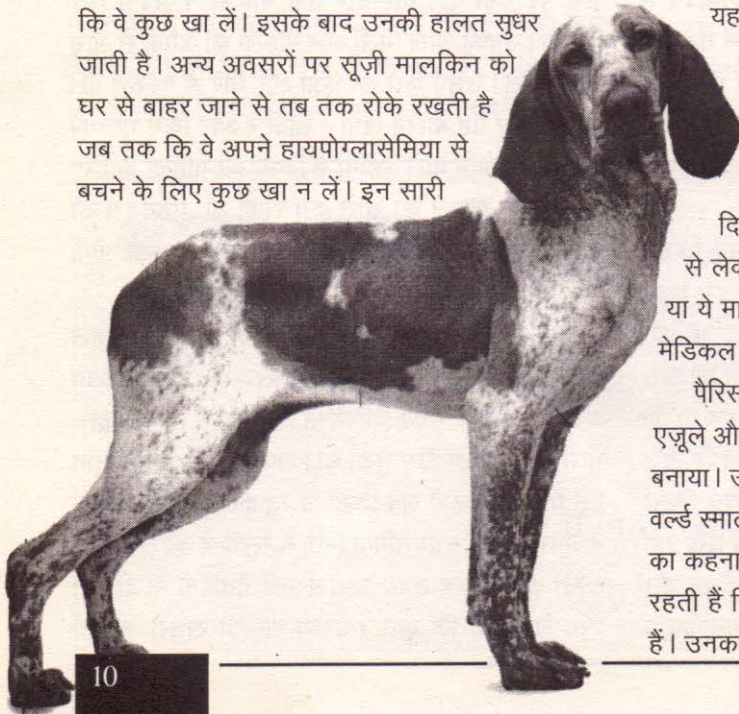 कि वे कुछ खा लें। इसके बाद उनकी हालत सुधर
जाती है। अन्य अवसरों पर सूज़ी मालकिन को
घर से बाहर जाने से तब तक रोके रखती है
जब तक कि वे अपने हायपोग्लासेमिया से
बचने के लिए कुछ खा न लें। इन सारी
यह
दि
से लेव
या ये मा
मेडिकल
पैरिस
एज़ूले औ
बनाया। उ
वर्ल्ड स्मा
का कहना
रहती हैं वि
हैं। उनक
10